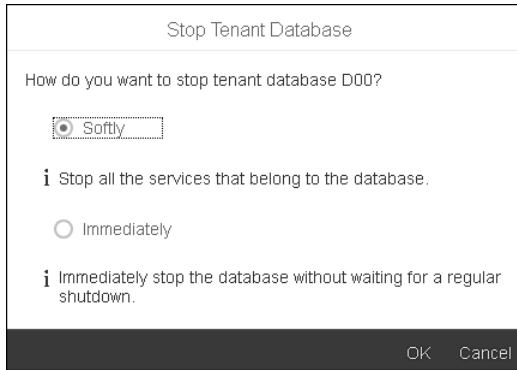 Stop Tenant Database
How do you want to stop tenant database D00?
Softly
i Stop all the services that belong to the database.
Immediately
i Immediately stop the database without waiting for a regular
shutdown.
OK Cancel